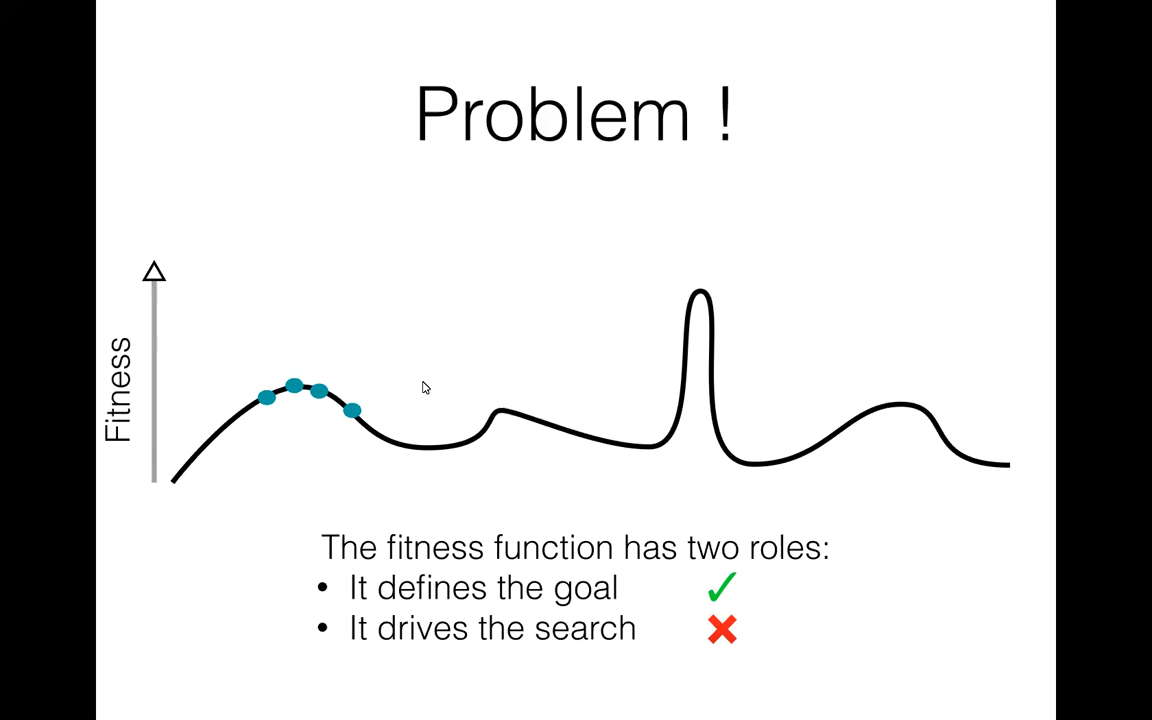 Problem !
Fitness
The fitness function has two roles:
• It defines the goal ✓
• It drives the search ✖